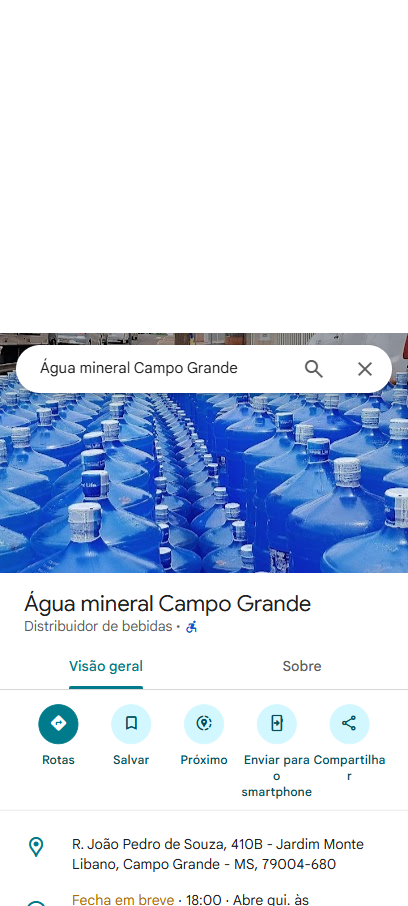 Água mineral Campo Grande
Life
Água mineral Campo Grande
Distribuidor de bebidas ·
Visão geral
Sobre
Rotas
Salvar
Próximo
Enviar para
o
smartphone
Compartilha
r
R. João Pedro de Souza, 410B - Jardim Monte
Libano, Campo Grande - MS, 79004-680
Fecha em breve · 18:00 · Abre qui. às